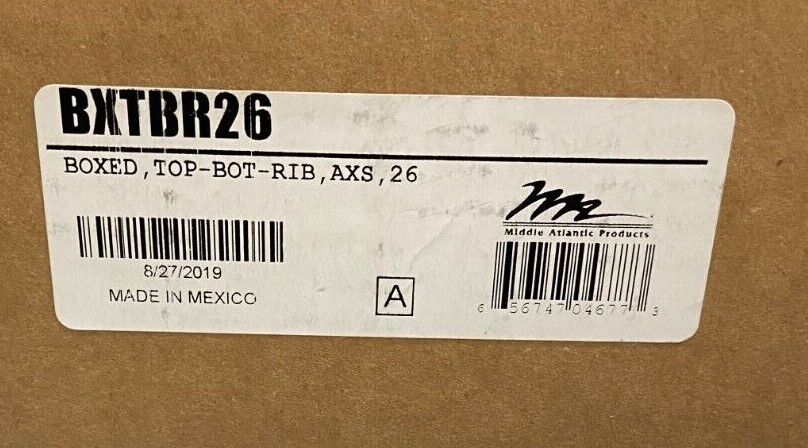 BXTBR26
BOXED,TOP-BOT-RIB,AXS,26
8/27/2019
MADE IN MEXICO
A
Middle Atlantic Products
6 56747 04677 3